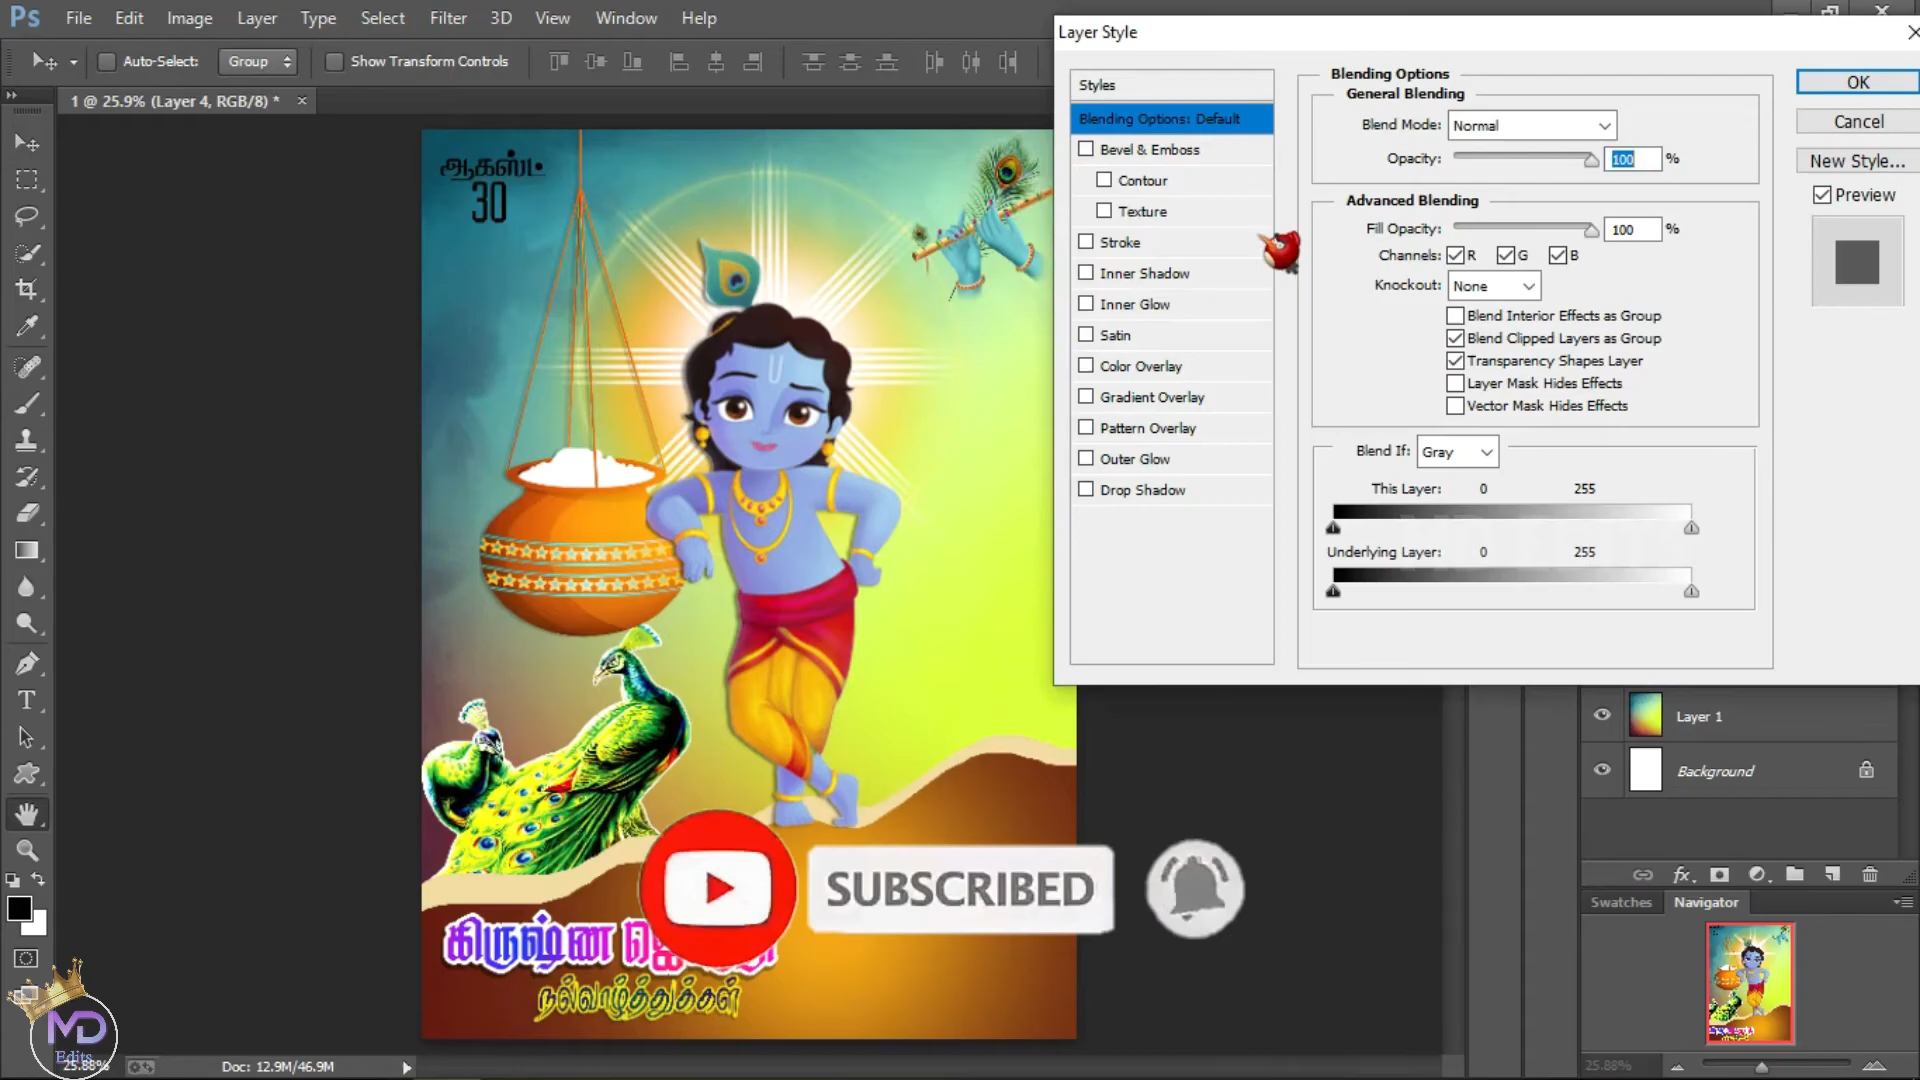 Ps File Edit Image Layer Type Select Filter 3D View Window Help
Auto-Select: Group Show Transform Controls
1 @ 25.9% (Layer 4, RGB/8) * ×
Layer Style
Styles
Blending Options: Default
Bevel & Emboss
Contour
Texture
Stroke
Inner Shadow
Inner Glow
Satin
Color Overlay
Gradient Overlay
Pattern Overlay
Outer Glow
Drop Shadow
Blending Options
General Blending
Blend Mode: Normal
Opacity: 100 %
Advanced Blending
Fill Opacity: 100 %
Channels: R G B
Knockout: None
Blend Interior Effects as Group
Blend Clipped Layers as Group
Transparency Shapes Layer
Layer Mask Hides Effects
Vector Mask Hides Effects
Blend If: Gray
This Layer: 0 255
Underlying Layer: 0 255
OK
Cancel
New Style...
Preview
ஆகஸ்ட்
30
Layer 1
Background
SUBSCRIBED
Swatches Navigator
கிருஷ்ண
நல்வாழ்த்துக்கள்
MD
Edits
25.88% Doc: 12.9M/46.9M
25.88%